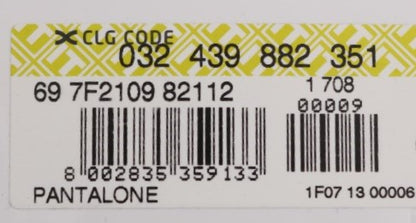 CLG CODE
032 439 882 351
69 7F2109 82112
1 708
00009
8 002835 359133
PANTALONE
1F07 13 00006